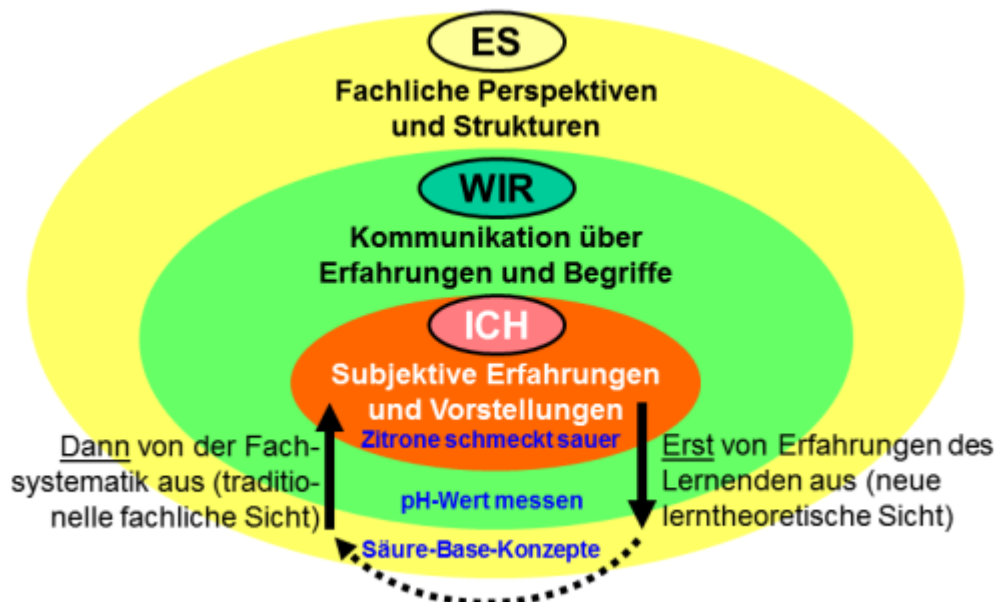 ES
Fachliche Perspektiven
und Strukturen
WIR
Kommunikation über
Erfahrungen und Begriffe
ICH
Subjektive Erfahrungen
und Vorstellungen
Zitrone schmeckt sauer
pH-Wert messen
Säure-Base-Konzepte
Dann von der Fach-
systematik aus (traditio-
nelle fachliche Sicht)
Erst von Erfahrungen des
Lernenden aus (neue
lerntheoretische Sicht)